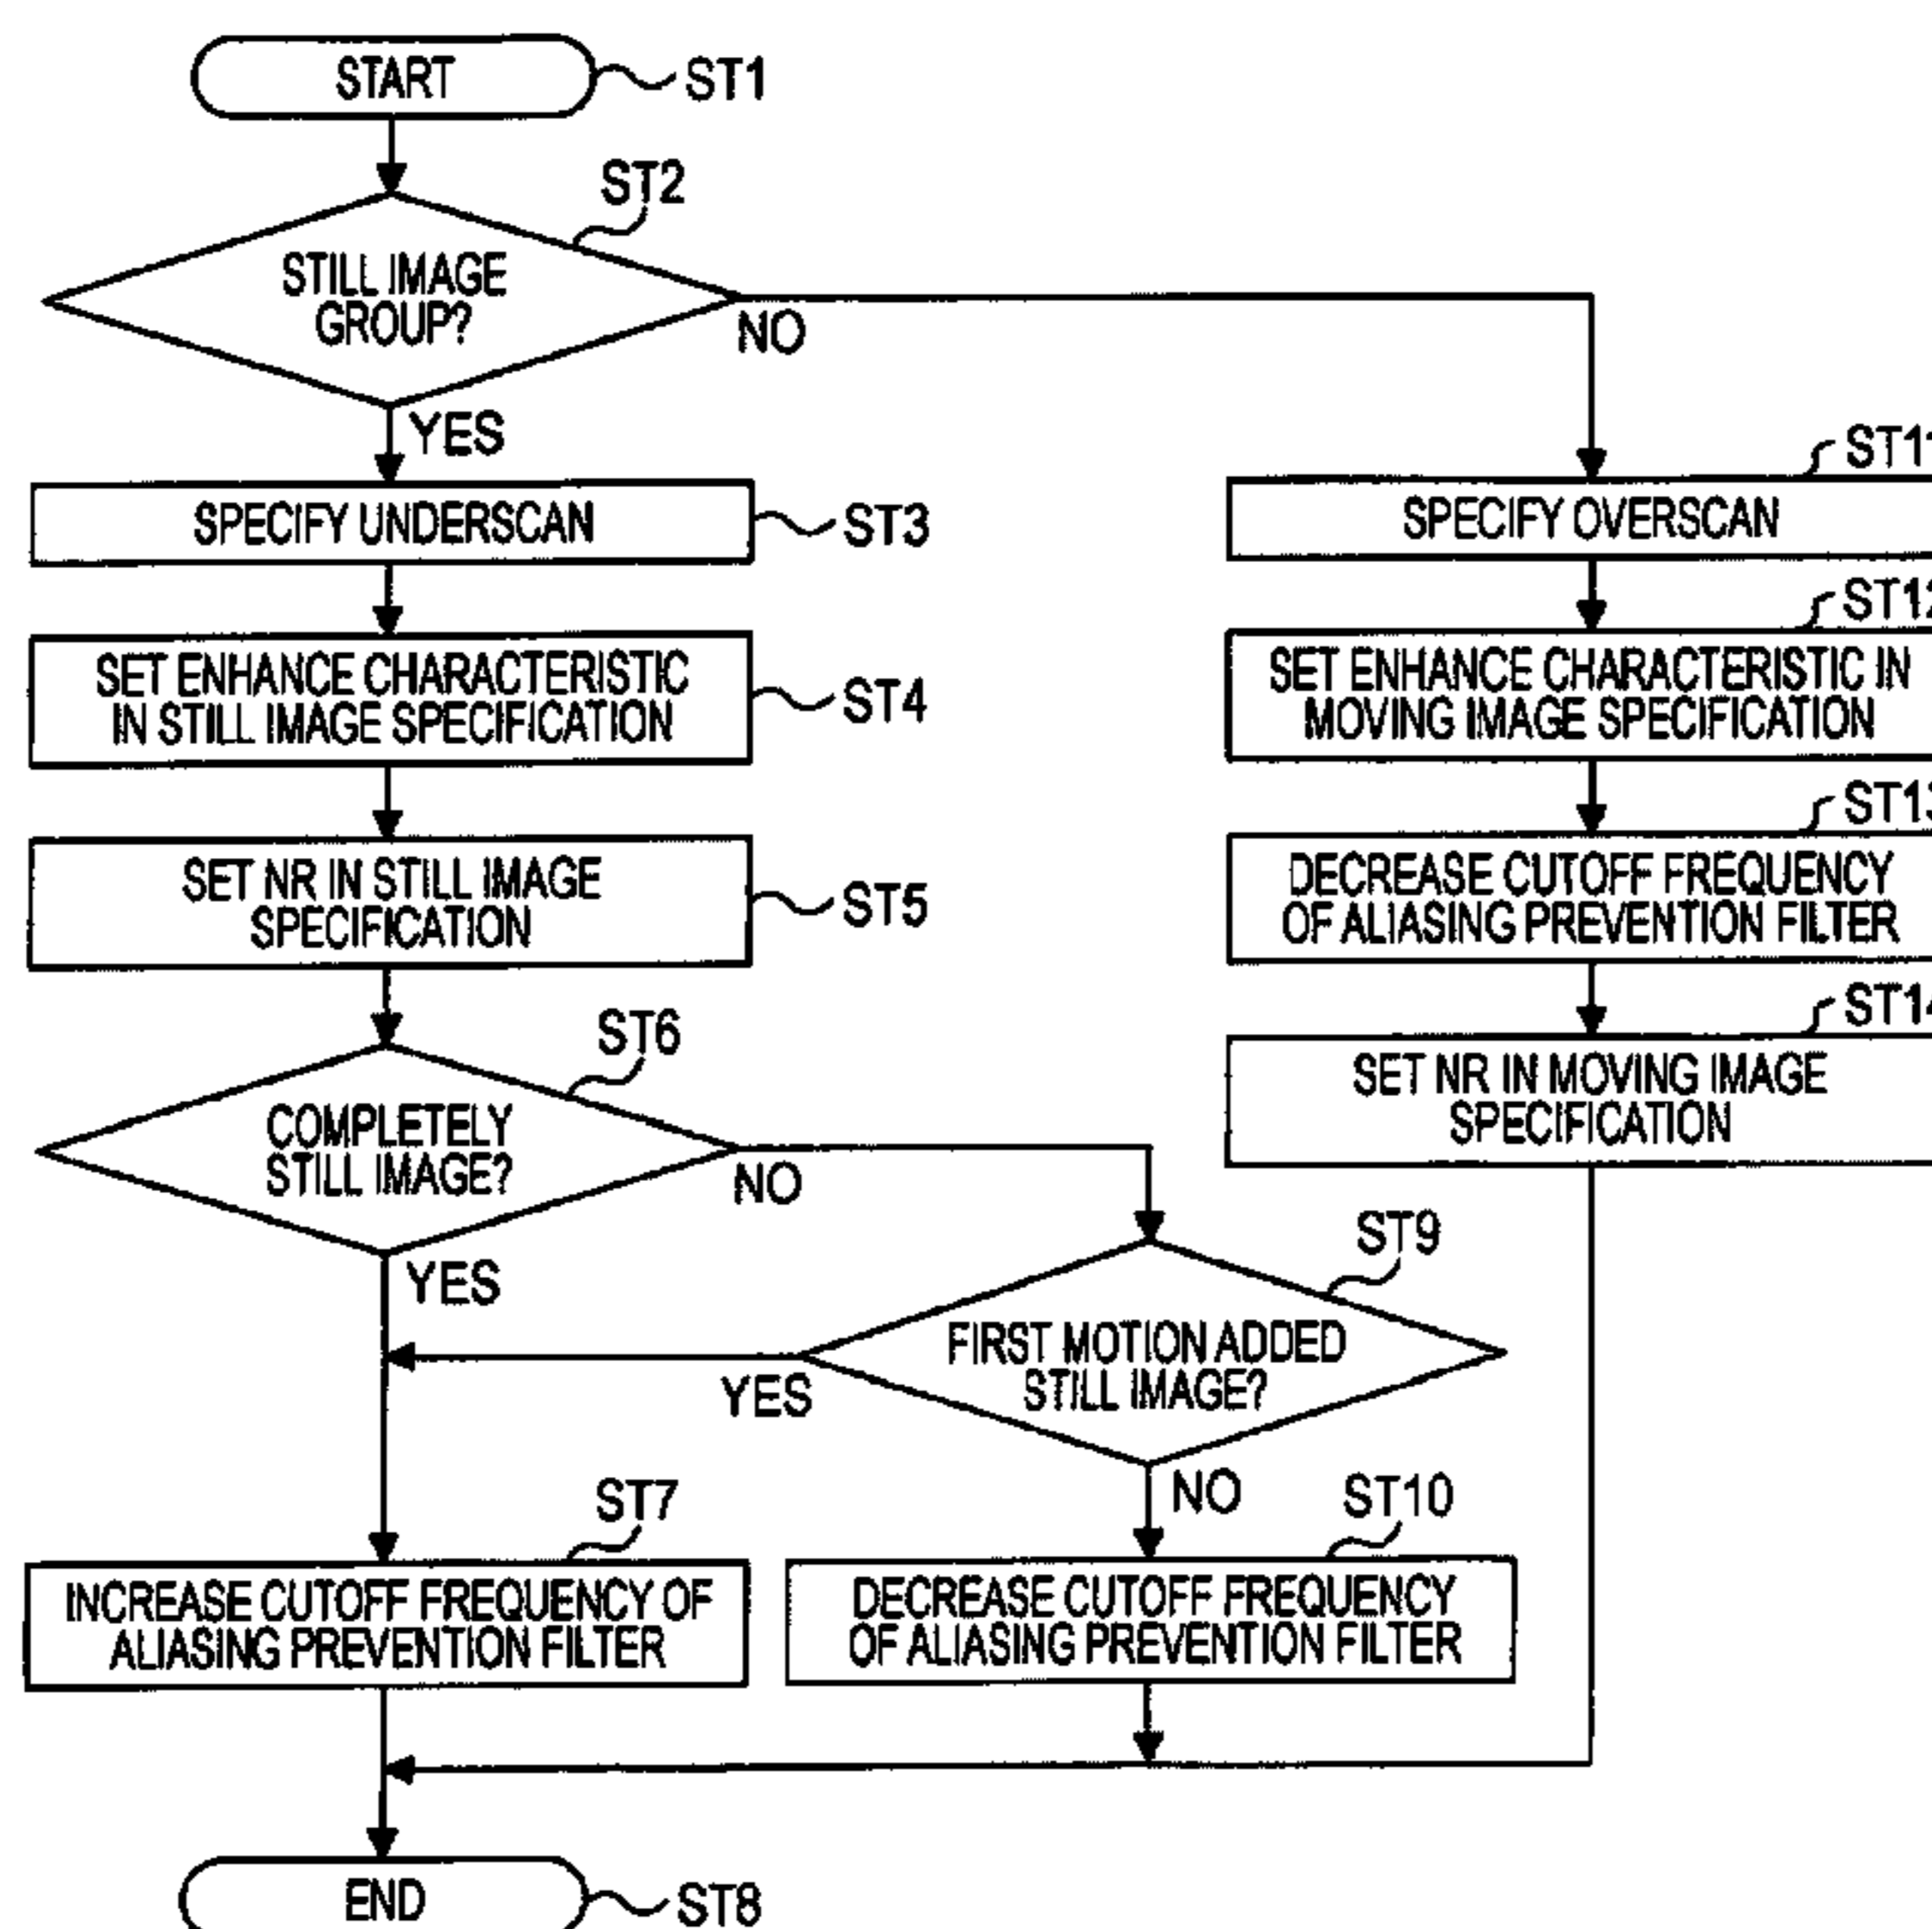 START
ST1
ST2
STILL IMAGE
GROUP?
NO
YES
SPECIFY UNDERSCAN
ST3
SET ENHANCE CHARACTERISTIC
IN STILL IMAGE SPECIFICATION
ST4
SET NR IN STILL IMAGE
SPECIFICATION
ST5
ST6
COMPLETELY
STILL IMAGE?
NO
YES
ST9
FIRST MOTION ADDED
STILL IMAGE?
YES
NO
ST7
INCREASE CUTOFF FREQUENCY OF
ALIASING PREVENTION FILTER
ST10
DECREASE CUTOFF FREQUENCY
OF ALIASING PREVENTION FILTER
ST11
SPECIFY OVERSCAN
ST12
SET ENHANCE CHARACTERISTIC IN
MOVING IMAGE SPECIFICATION
ST13
DECREASE CUTOFF FREQUENCY
OF ALIASING PREVENTION FILTER
ST14
SET NR IN MOVING IMAGE
SPECIFICATION
END
ST8